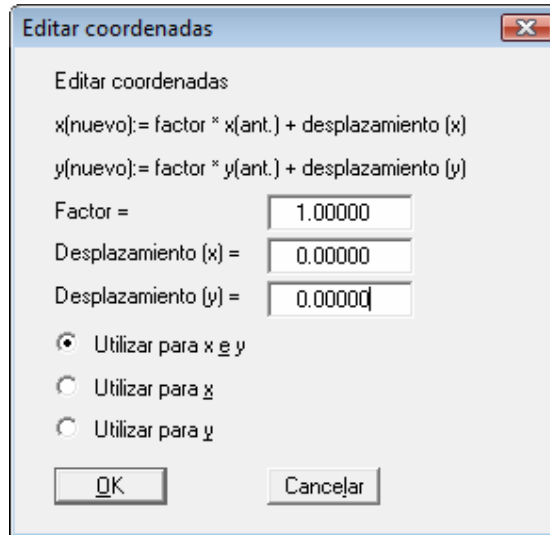 Editar coordenadas
Editar coordenadas
x(nuevo):= factor * x(ant.) + desplazamiento (x)
y(nuevo):= factor * y(ant.) + desplazamiento (y)
Factor = 1.00000
Desplazamiento (x) = 0.00000
Desplazamiento (y) = 0.00000
Utilizar para x e y
Utilizar para x
Utilizar para y
OK Cancelar